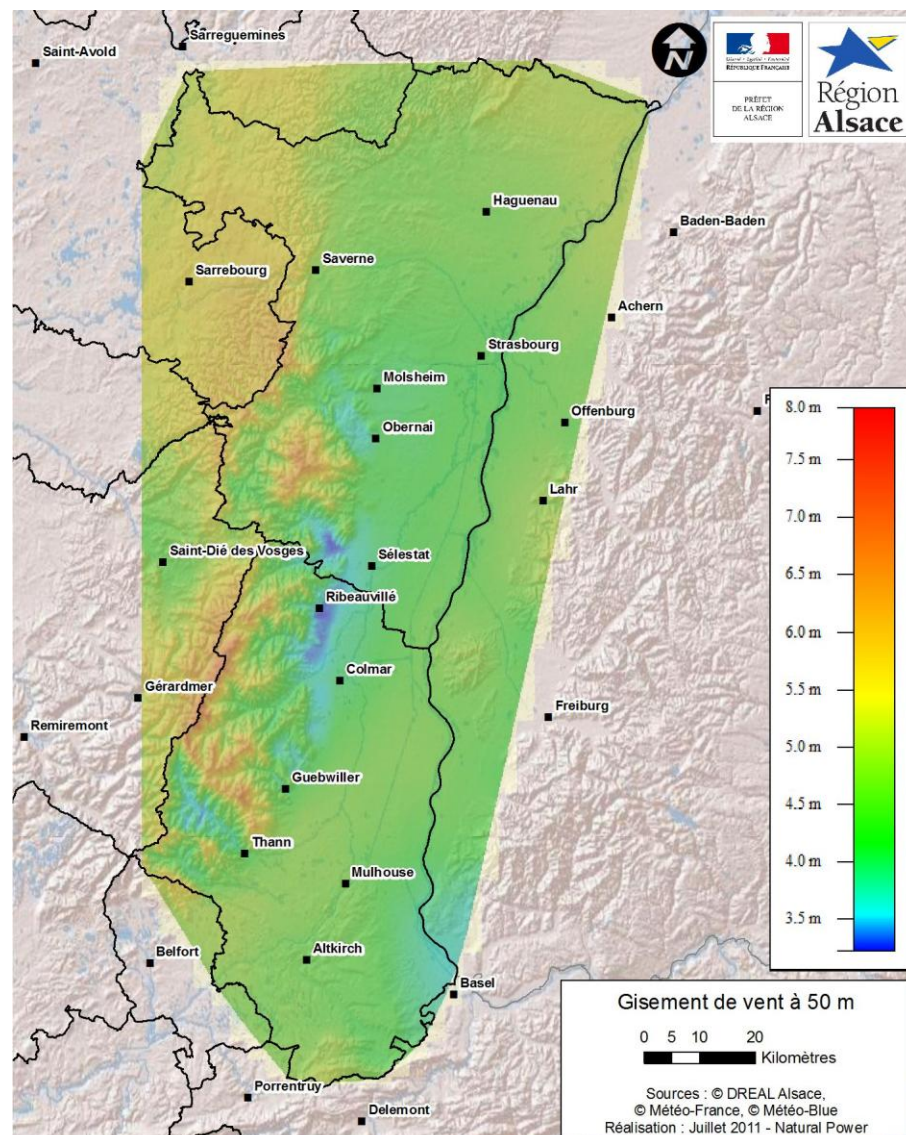 Sarreguemines
Saint-Avold
N
RÉPUBLIQUE FRANÇAISE
PRÉFET
DE LA RÉGION
ALSACE
Région
Alsace
Haguenau
Baden-Baden
Saverne
Sarrebourg
Achern
Strasbourg
Molsheim
Offenburg
Obernai
Lahr
Saint-Dié des Vosges
Sélestat
Ribeauvillé
Colmar
Gérardmer
Freiburg
Remiremont
Guebwiller
Thann
Mulhouse
Belfort
Altkirch
Basel
Porrentruy
Delemont
8.0 m
7.5 m
7.0 m
6.5 m
6.0 m
5.5 m
5.0 m
4.5 m
4.0 m
3.5 m
Gisement de vent à 50 m
0 5 10 20
Kilomètres
Sources : © DREAL Alsace,
© Météo-France, © Météo-Blue
Réalisation : Juillet 2011 - Natural Power